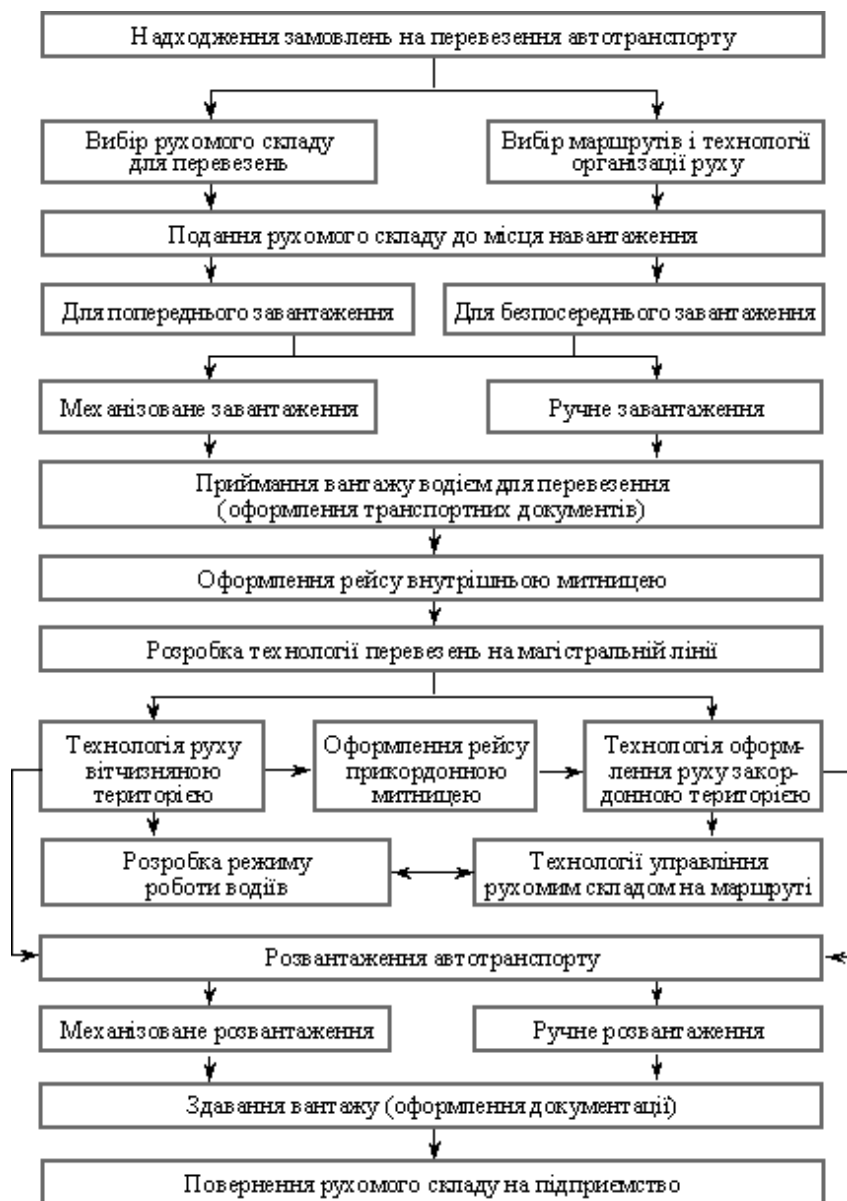 Надходження замовлень на перевезення автотранспорту
Вибір рухомого складу
для перевезень
Вибір маршрутів і технології
організації руху
Подання рухомого складу до місця навантаження
Для попереднього завантаження
Для безпосереднього завантаження
Механізоване завантаження
Ручне завантаження
Приймання вантажу водієм для перевезення
(оформлення транспортних документів)
Оформлення рейсу внутрішньою митницею
Розробка технології перевезень на магістральній лінії
Технологія руху
вітчизняною
територією
Оформлення рейсу
прикордонною
митницею
Технологія оформ-
лення руху закор-
донною територією
Розробка режиму
роботи водіїв
Технології управління
рухомим складом на маршруті
Розвантаження автотранспорту
Механізоване розвантаження
Ручне розвантаження
Здавання вантажу (оформлення документації)
Повернення рухомого складу на підприємство